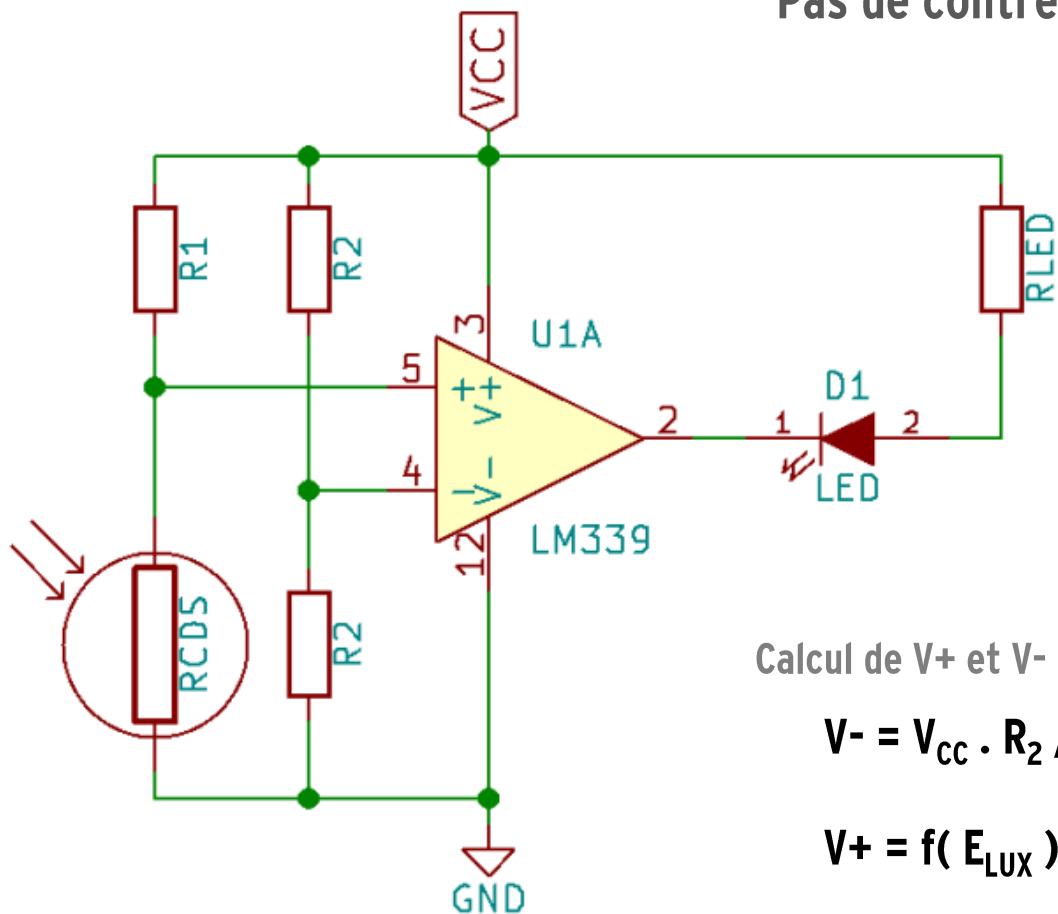 Pas de contre
VCC
R1
R2
RLED
3
U1A
5
+
V+
D1
2
1
2
4
-
V-
LED
12
LM339
RCDS
R2
Calcul de V+ et V-
V- = VCC . R2
V+ = f( ELUX )
GND